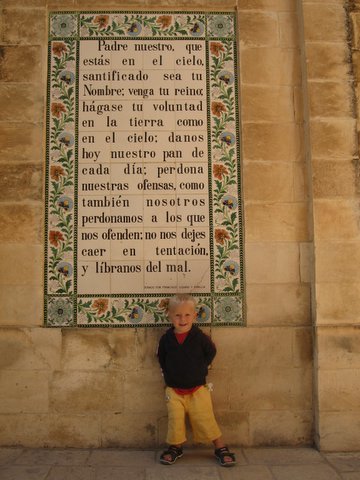 Padre nuestro, que
estás en el cielo,
santificado sea tu
Nombre; venga tu reino;
hágase tu voluntad
en la tierra como
en el cielo; danos
hoy nuestro pan de
cada día; perdona
nuestras ofensas, como
también nosotros
perdonamos a los que
nos ofenden; no nos dejes
caer en tentación,
y líbranos del mal.